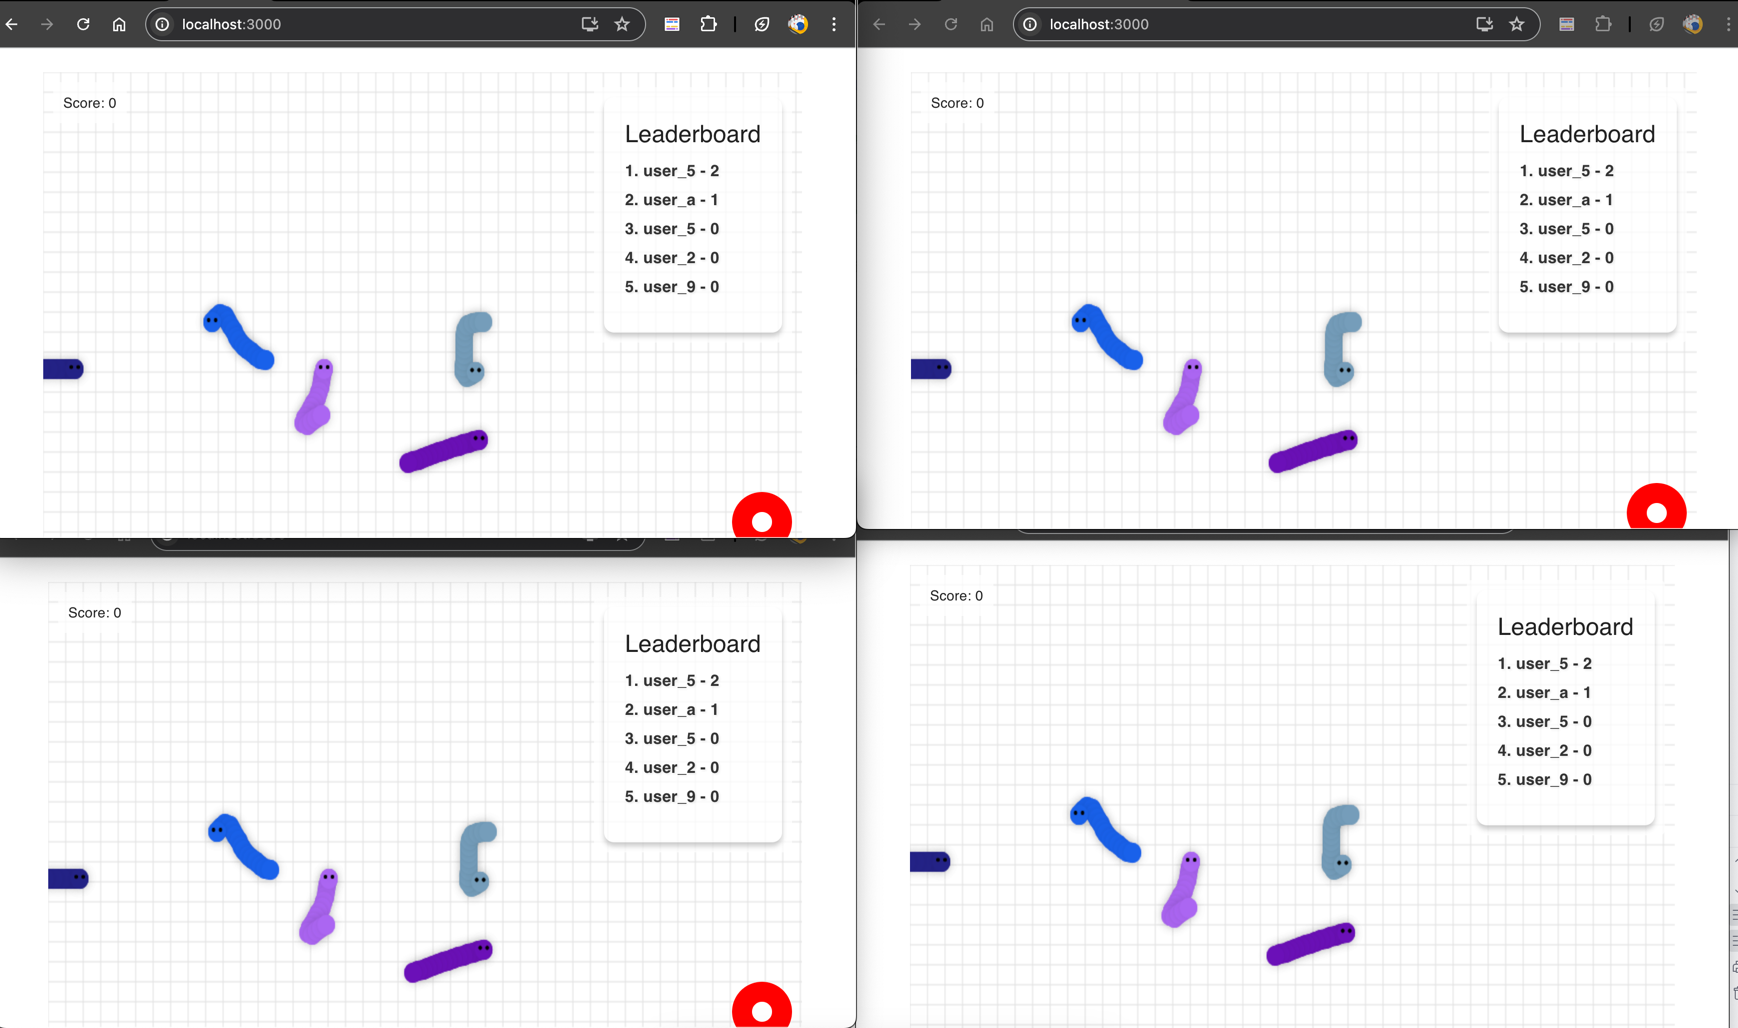 localhost:3000
Score: 0
Leaderboard
1. user_5 - 2
2. user_a - 1
3. user_5 - 0
4. user_2 - 0
5. user_9 - 0
localhost:3000
Score: 0
Leaderboard
1. user_5 - 2
2. user_a - 1
3. user_5 - 0
4. user_2 - 0
5. user_9 - 0
Score: 0
Leaderboard
1. user_5 - 2
2. user_a - 1
3. user_5 - 0
4. user_2 - 0
5. user_9 - 0
Score: 0
Leaderboard
1. user_5 - 2
2. user_a - 1
3. user_5 - 0
4. user_2 - 0
5. user_9 - 0